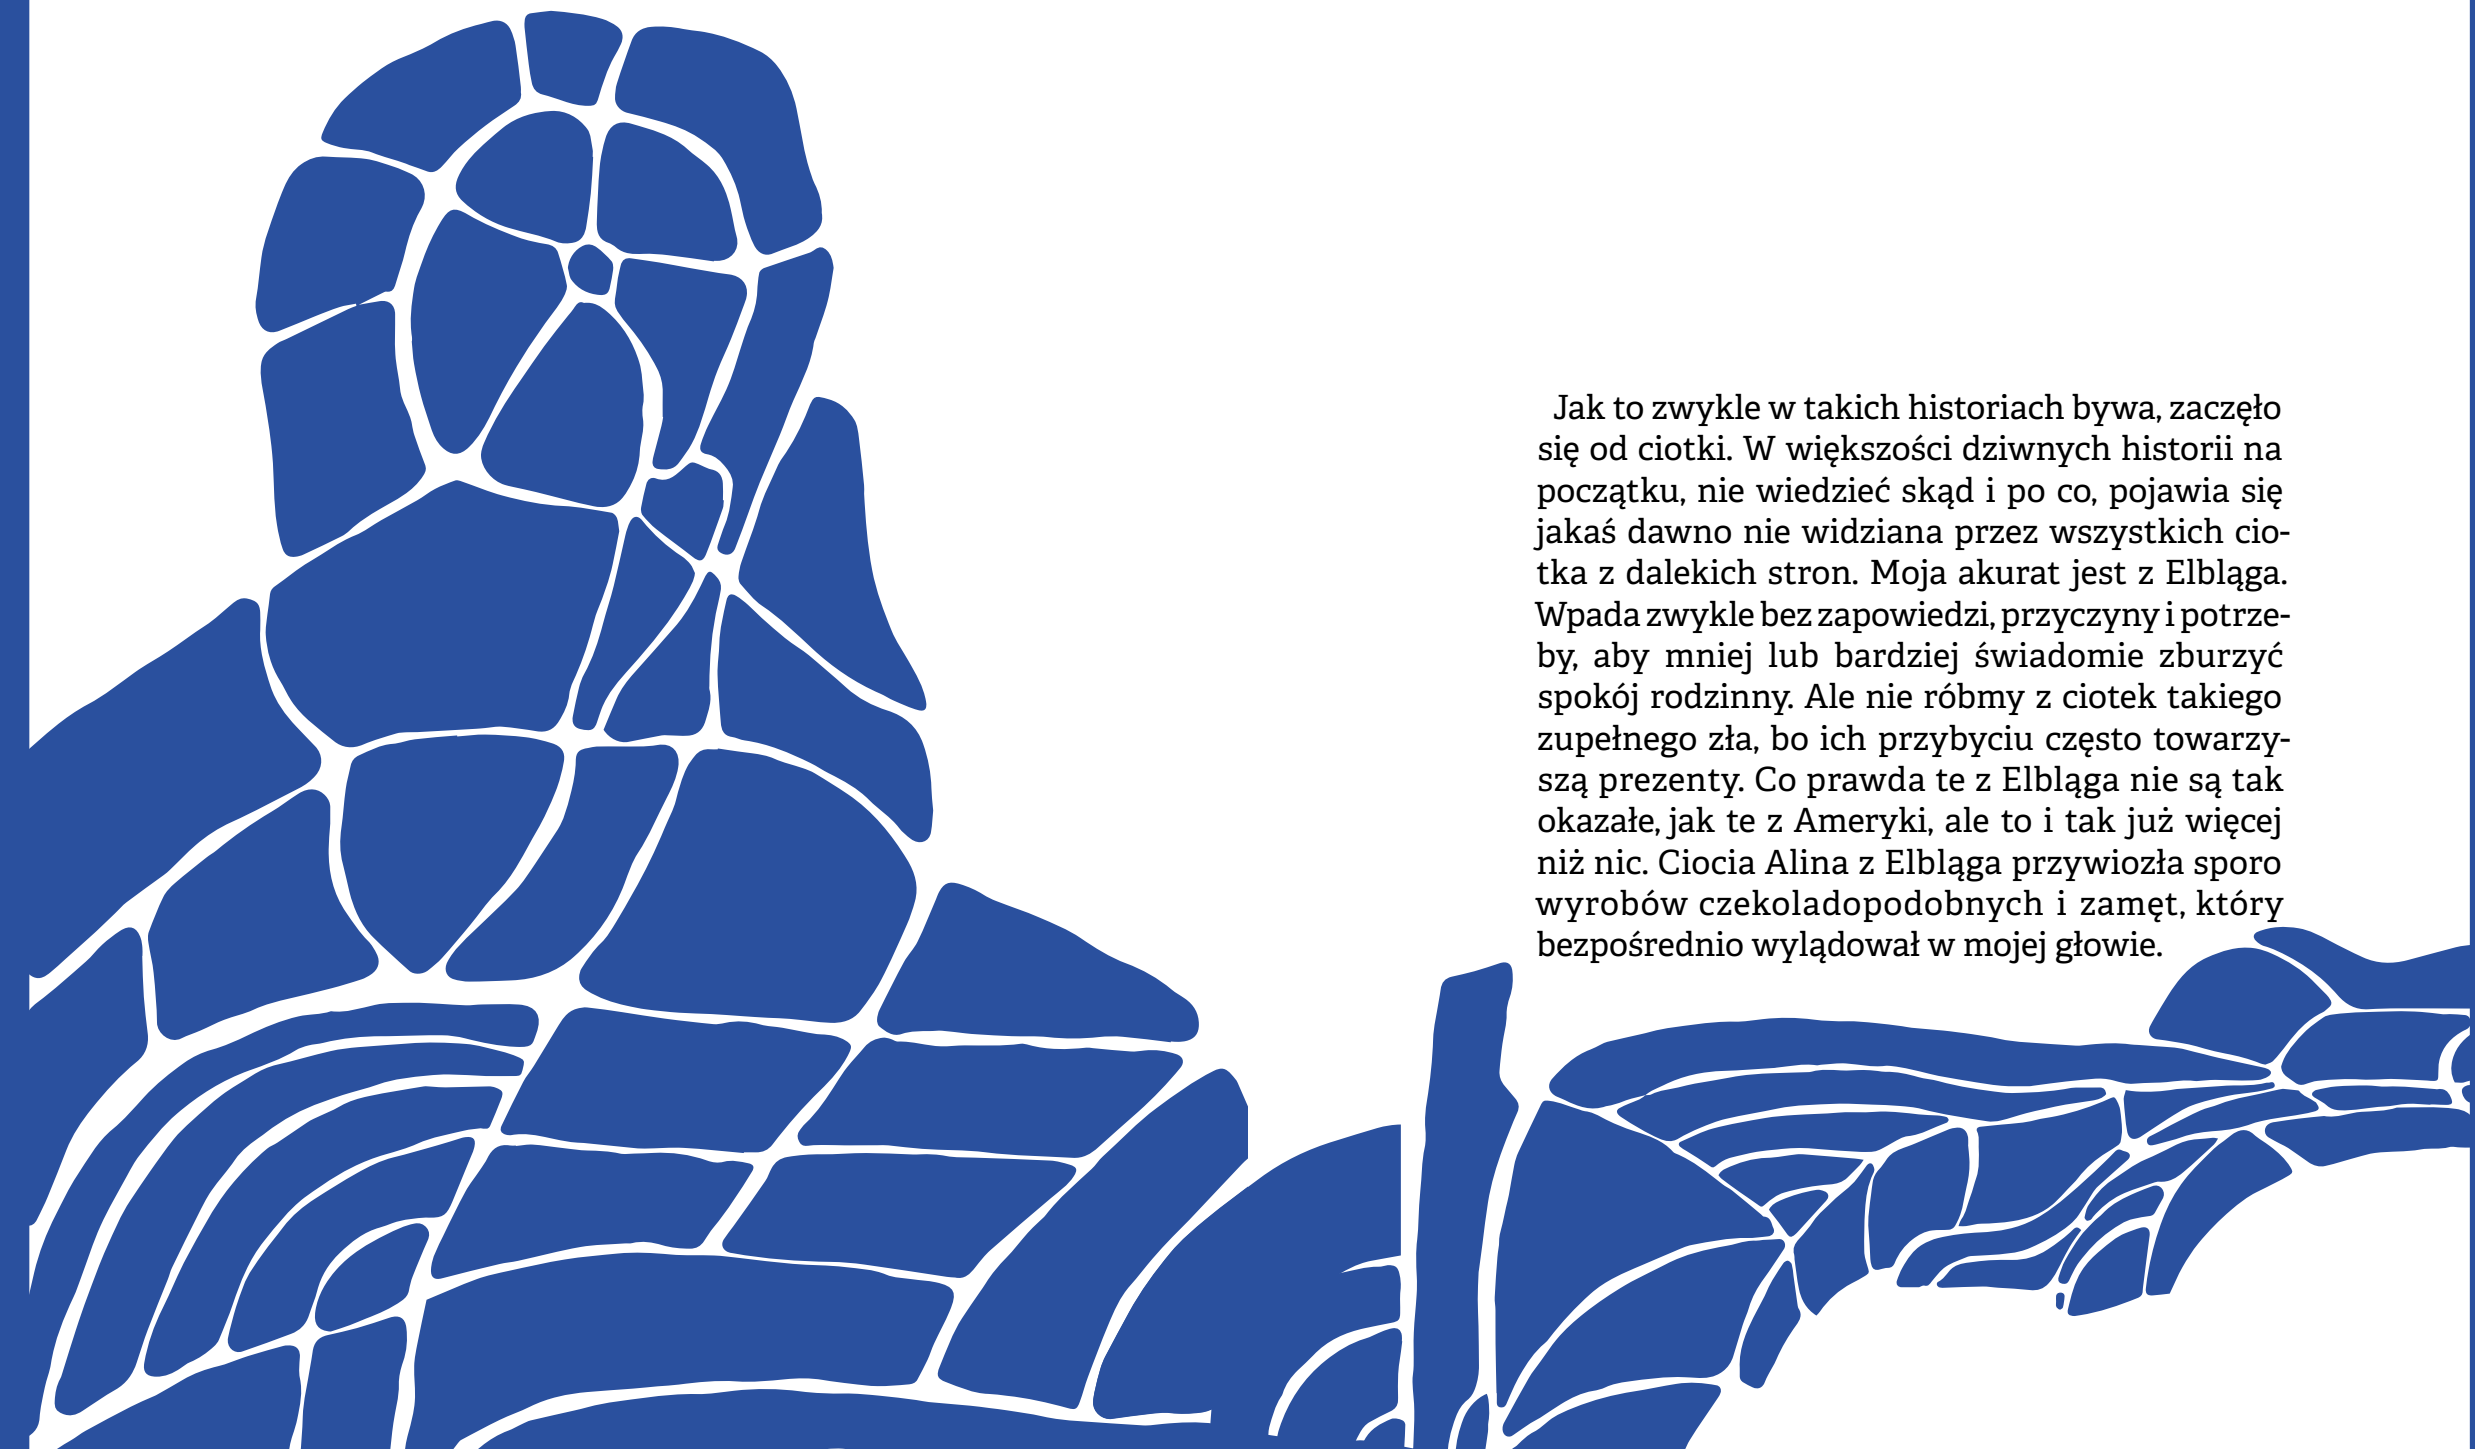 Jak to zwykle w takich historiach bywa, zaczęło
się od ciotki. W większości dziwnych historii na
początku, nie wiedzieć skąd i po co, pojawia się
jakaś dawno nie widziana przez wszystkich cio-
tka z dalekich stron. Moja akurat jest z Elbląga.
Wpada zwykle bez zapowiedzi, przyczyny i potrze-
by, aby mniej lub bardziej świadomie zburzyć
spokój rodzinny. Ale nie róbmy z ciotek takiego
zupełnego zła, bo ich przybyciu często towarzy-
szą prezenty. Co prawda te z Elbląga nie są tak
okazałe, jak te z Ameryki, ale to i tak już więcej
niż nic. Ciocia Alina z Elbląga przywiozła sporo
wyrobów czekoladopodobnych i zamęt, który
bezpośrednio wylądował w mojej głowie.